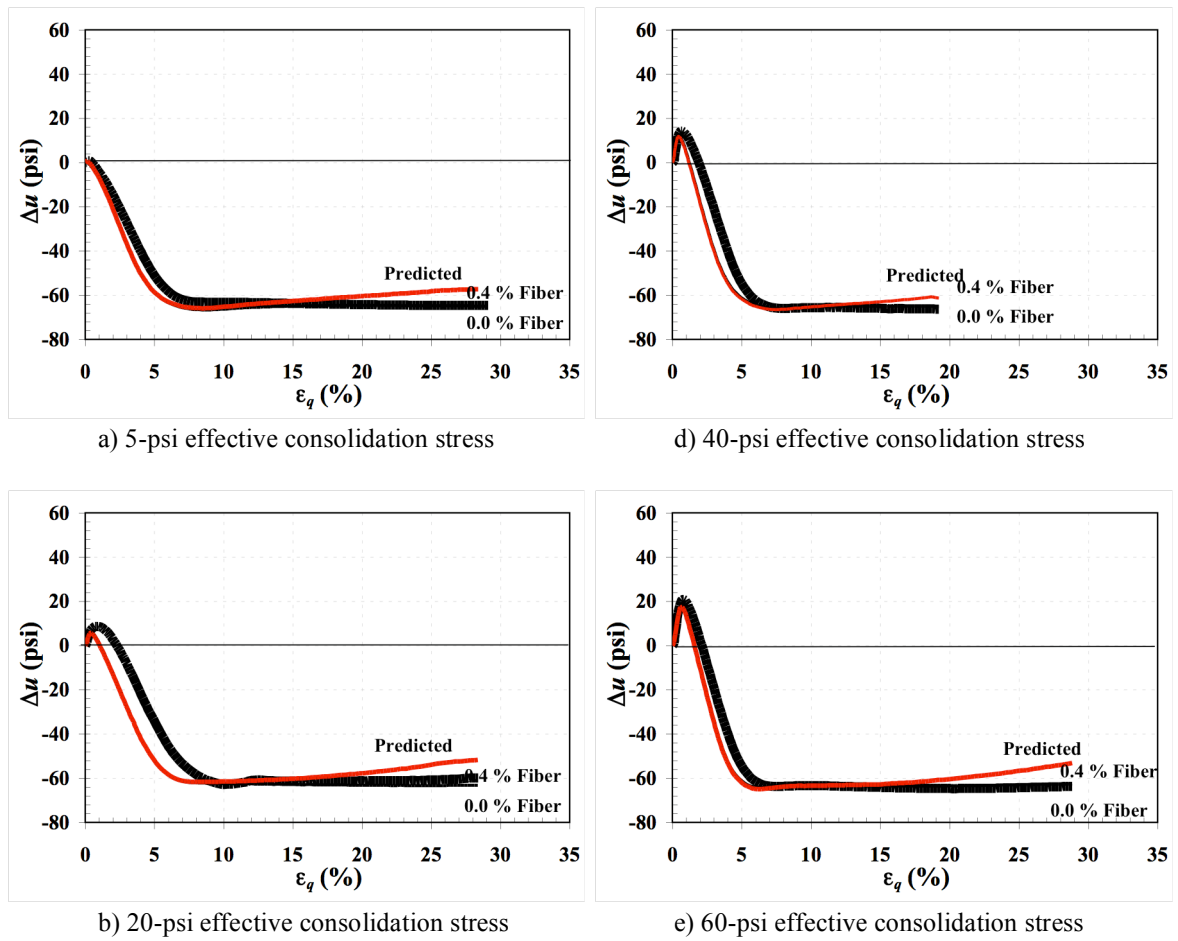 60
40
20
0
-20
-40
-60
-80
Δu (psi)
0 5 10 15 20 25 30 35
εq (%)
Predicted
0.4 % Fiber
0.0 % Fiber
a) 5-psi effective consolidation stress
60
40
20
0
-20
-40
-60
-80
Δu (psi)
0 5 10 15 20 25 30 35
εq (%)
Predicted
0.4 % Fiber
0.0 % Fiber
d) 40-psi effective consolidation stress
60
40
20
0
-20
-40
-60
-80
Δu (psi)
0 5 10 15 20 25 30 35
εq (%)
Predicted
0.4 % Fiber
0.0 % Fiber
b) 20-psi effective consolidation stress
60
40
20
0
-20
-40
-60
-80
Δu (psi)
0 5 10 15 20 25 30 35
εq (%)
Predicted
0.4 % Fiber
0.0 % Fiber
e) 60-psi effective consolidation stress